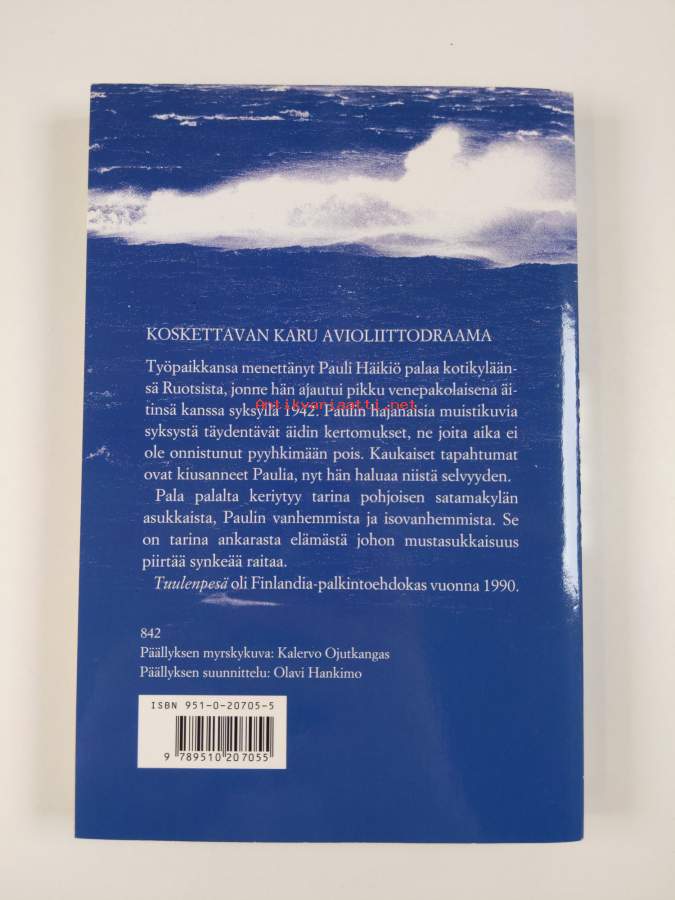 KOSKETTAVAN KARU AVIOLIITTODRAAMA
Työpaikkansa menettänyt Pauli Häikiö palaa kotikylään-
sä Ruotsista, jonne hän ajautui pikku venepakolaisena äi-
tinsä kanssa syksyllä 1942. Paulin hajanaisia muistikuvia
Antikvariaatti.net
syksystä täydentävät äidin kertomukset, ne joita aika ei
ole onnistunut pyyhkimään pois. Kaukaiset tapahtumat
ovat kiusanneet Paulia, nyt hän haluaa niistä selvyyden.
Pala palalta keriytyy tarina pohjoisen satamakylän
asukkaista, Paulin vanhemmista ja isovanhemmista. Se
on tarina ankarasta elämästä johon mustasukkaisuus
piirtää synkeää raitaa.
Tuulenpesä oli Finlandia-palkintoehdokas vuonna 1990.
842
Päällyksen myrskykuva: Kalervo Ojutkangas
Päällyksen suunnittelu: Olavi Hankimo
ISBN 951-0-20705-5
9 789510 207055